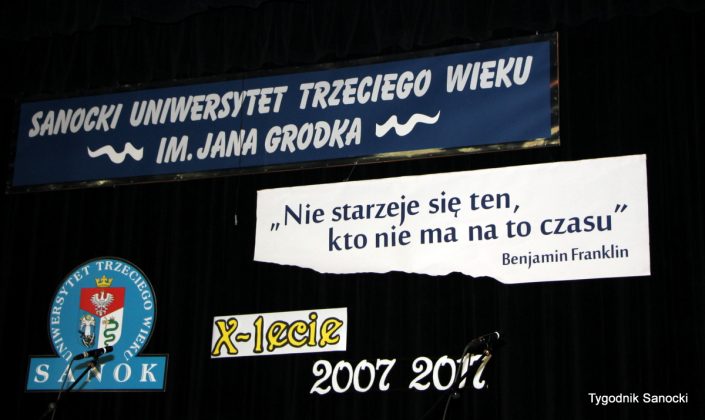 SANOCKI UNIWERSYTET TRZECIEGO WIEKU
IM. JANA GRODKA
„Nie starzeje się ten,
kto nie ma na to czasu”
Benjamin Franklin
UNIWERSYTET TRZECIEGO WIEKU
SANOK
X-lecie
2007 2017
Tygodnik Sanocki